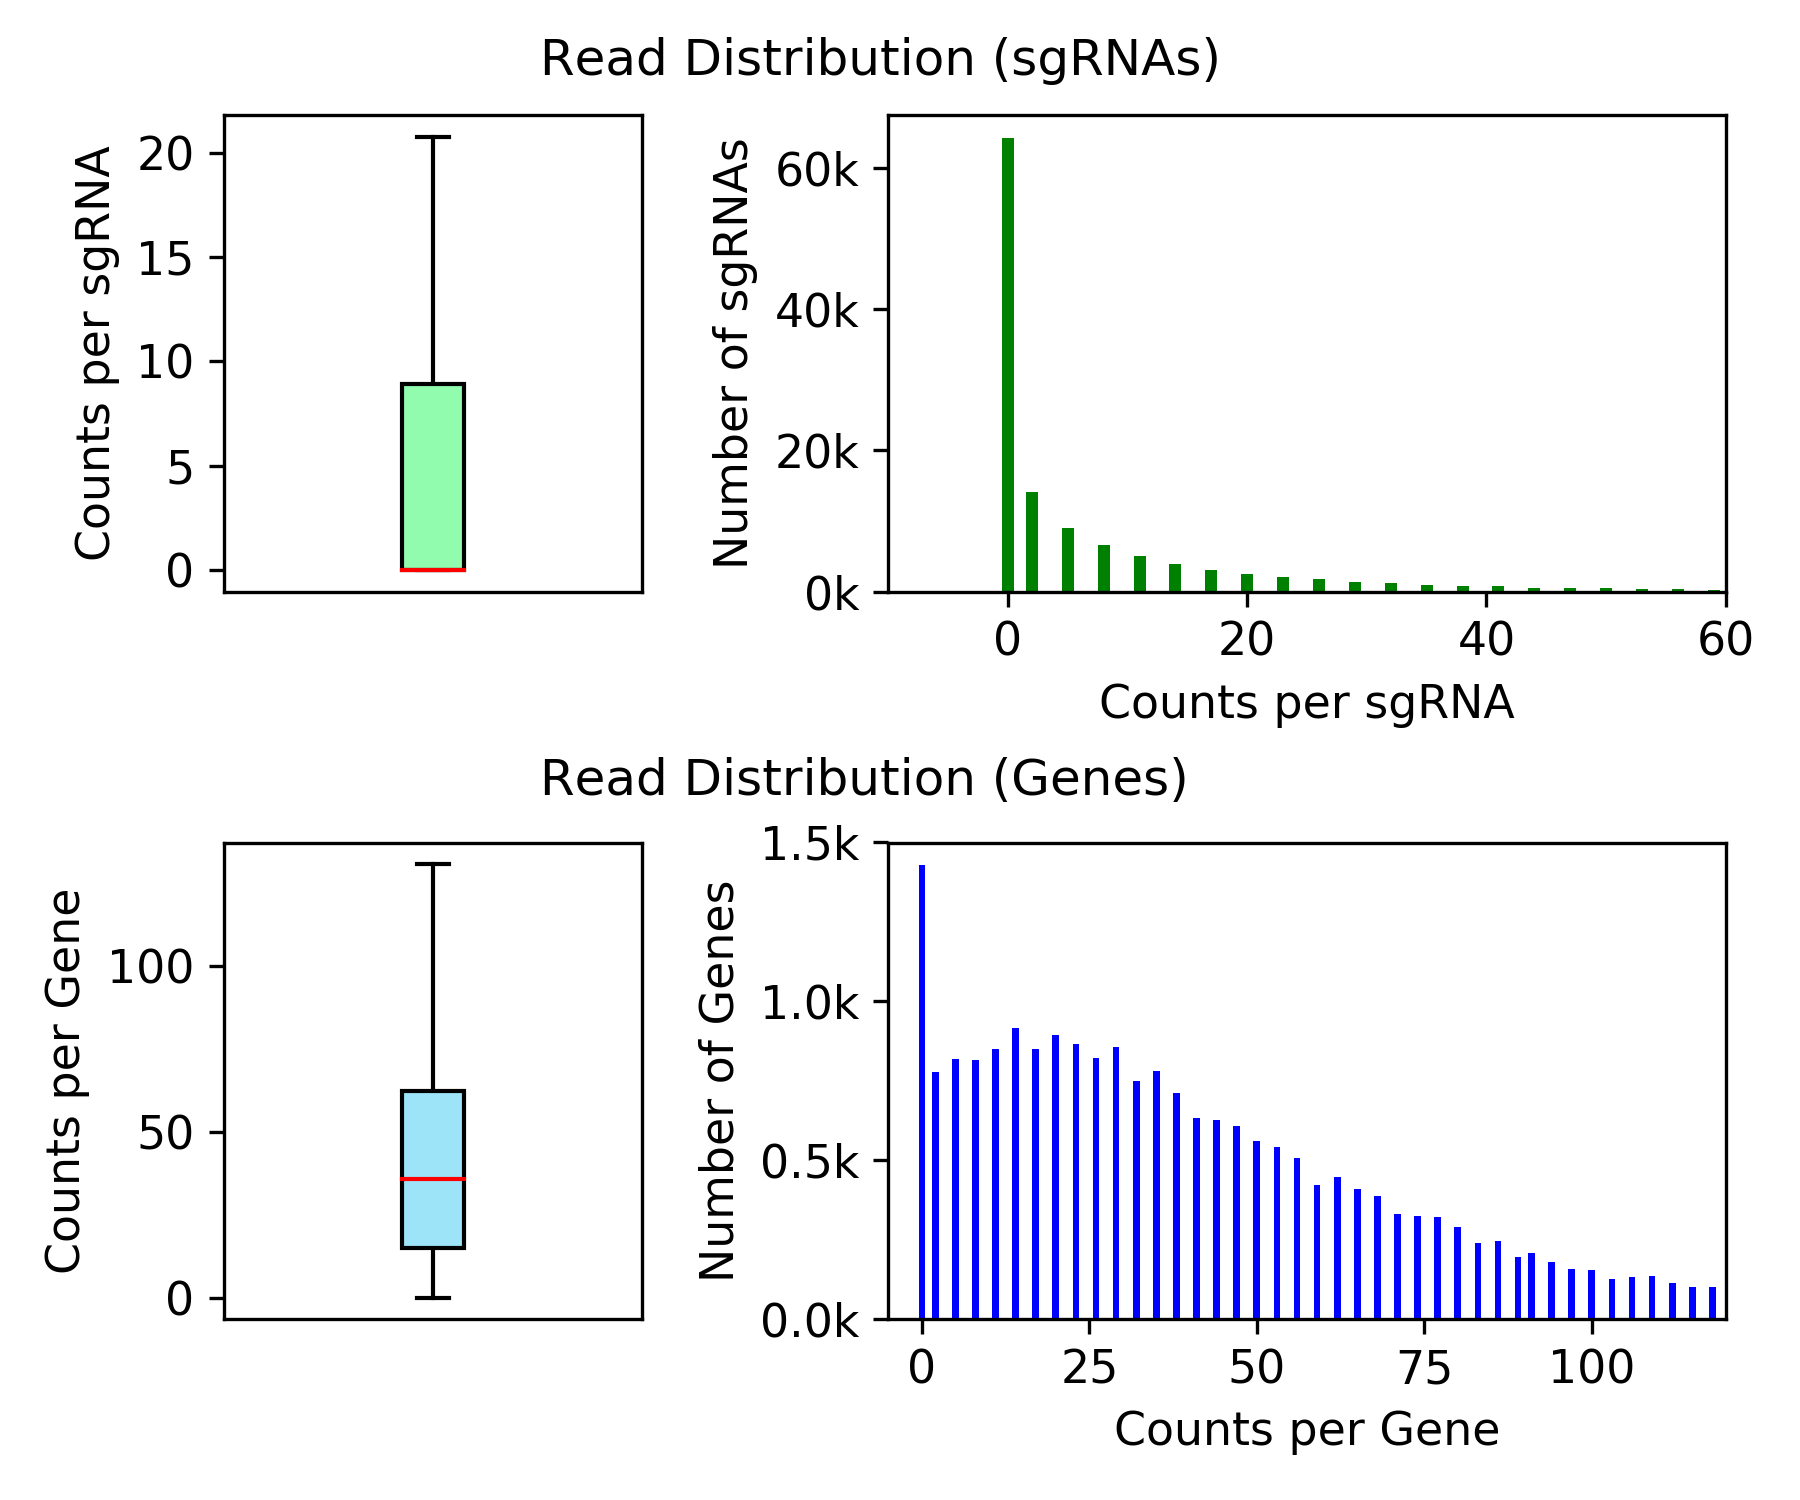 Read Distribution (sgRNAs)
Counts per sgRNA
20
15
10
5
0
Number of sgRNAs
60k
40k
20k
0k
0 20 40 60
Counts per sgRNA
Read Distribution (Genes)
Counts per Gene
100
50
0
Number of Genes
1.5k
1.0k
0.5k
0.0k
0 25 50 75 100
Counts per Gene